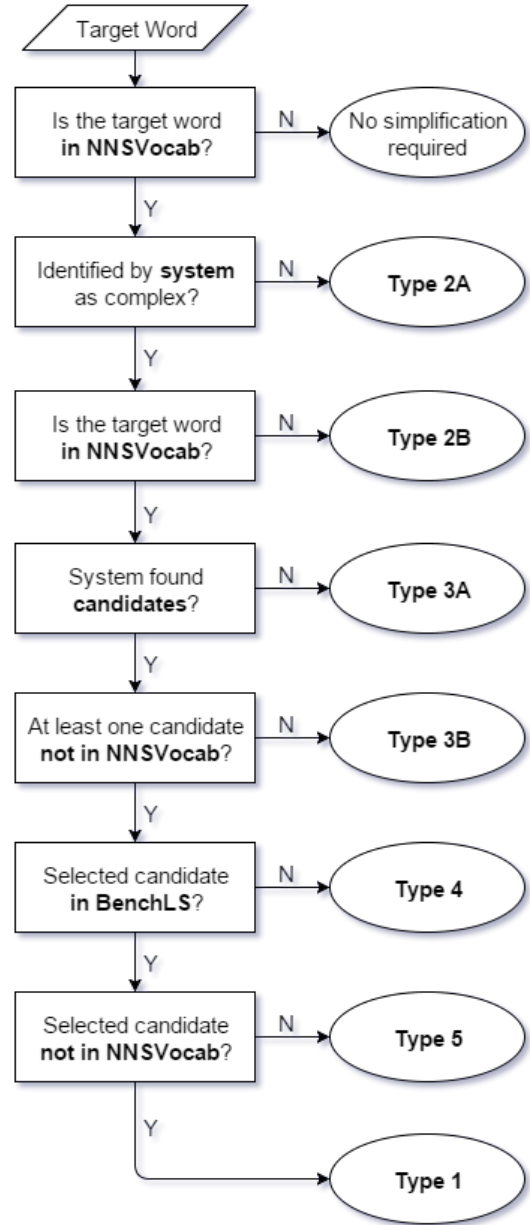 Target Word
Is the target word
in NNSVocab?
N
No simplification
required
Y
Identified by system
as complex?
N
Type 2A
Y
Is the target word
in NNSVocab?
N
Type 2B
Y
System found
candidates?
N
Type 3A
Y
At least one candidate
not in NNSVocab?
N
Type 3B
Y
Selected candidate
in BenchLS?
N
Type 4
Y
Selected candidate
not in NNSVocab?
N
Type 5
Y
Type 1